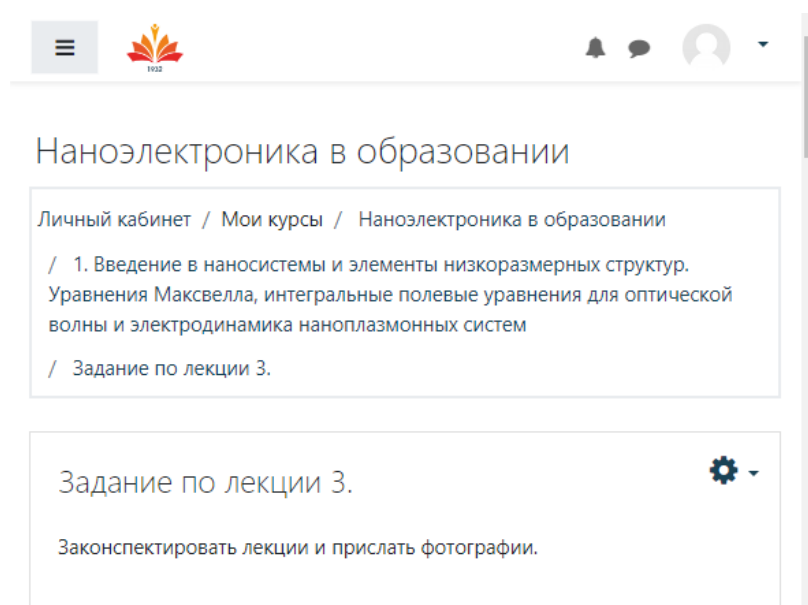 1932
Наноэлектроника в образовании
Личный кабинет / Мои курсы / Наноэлектроника в образовании
/ 1. Введение в наносистемы и элементы низкоразмерных структур.
Уравнения Максвелла, интегральные полевые уравнения для оптической
волны и электродинамика наноплазмонных систем
/ Задание по лекции 3.
Задание по лекции 3.
Законспектировать лекции и прислать фотографии.